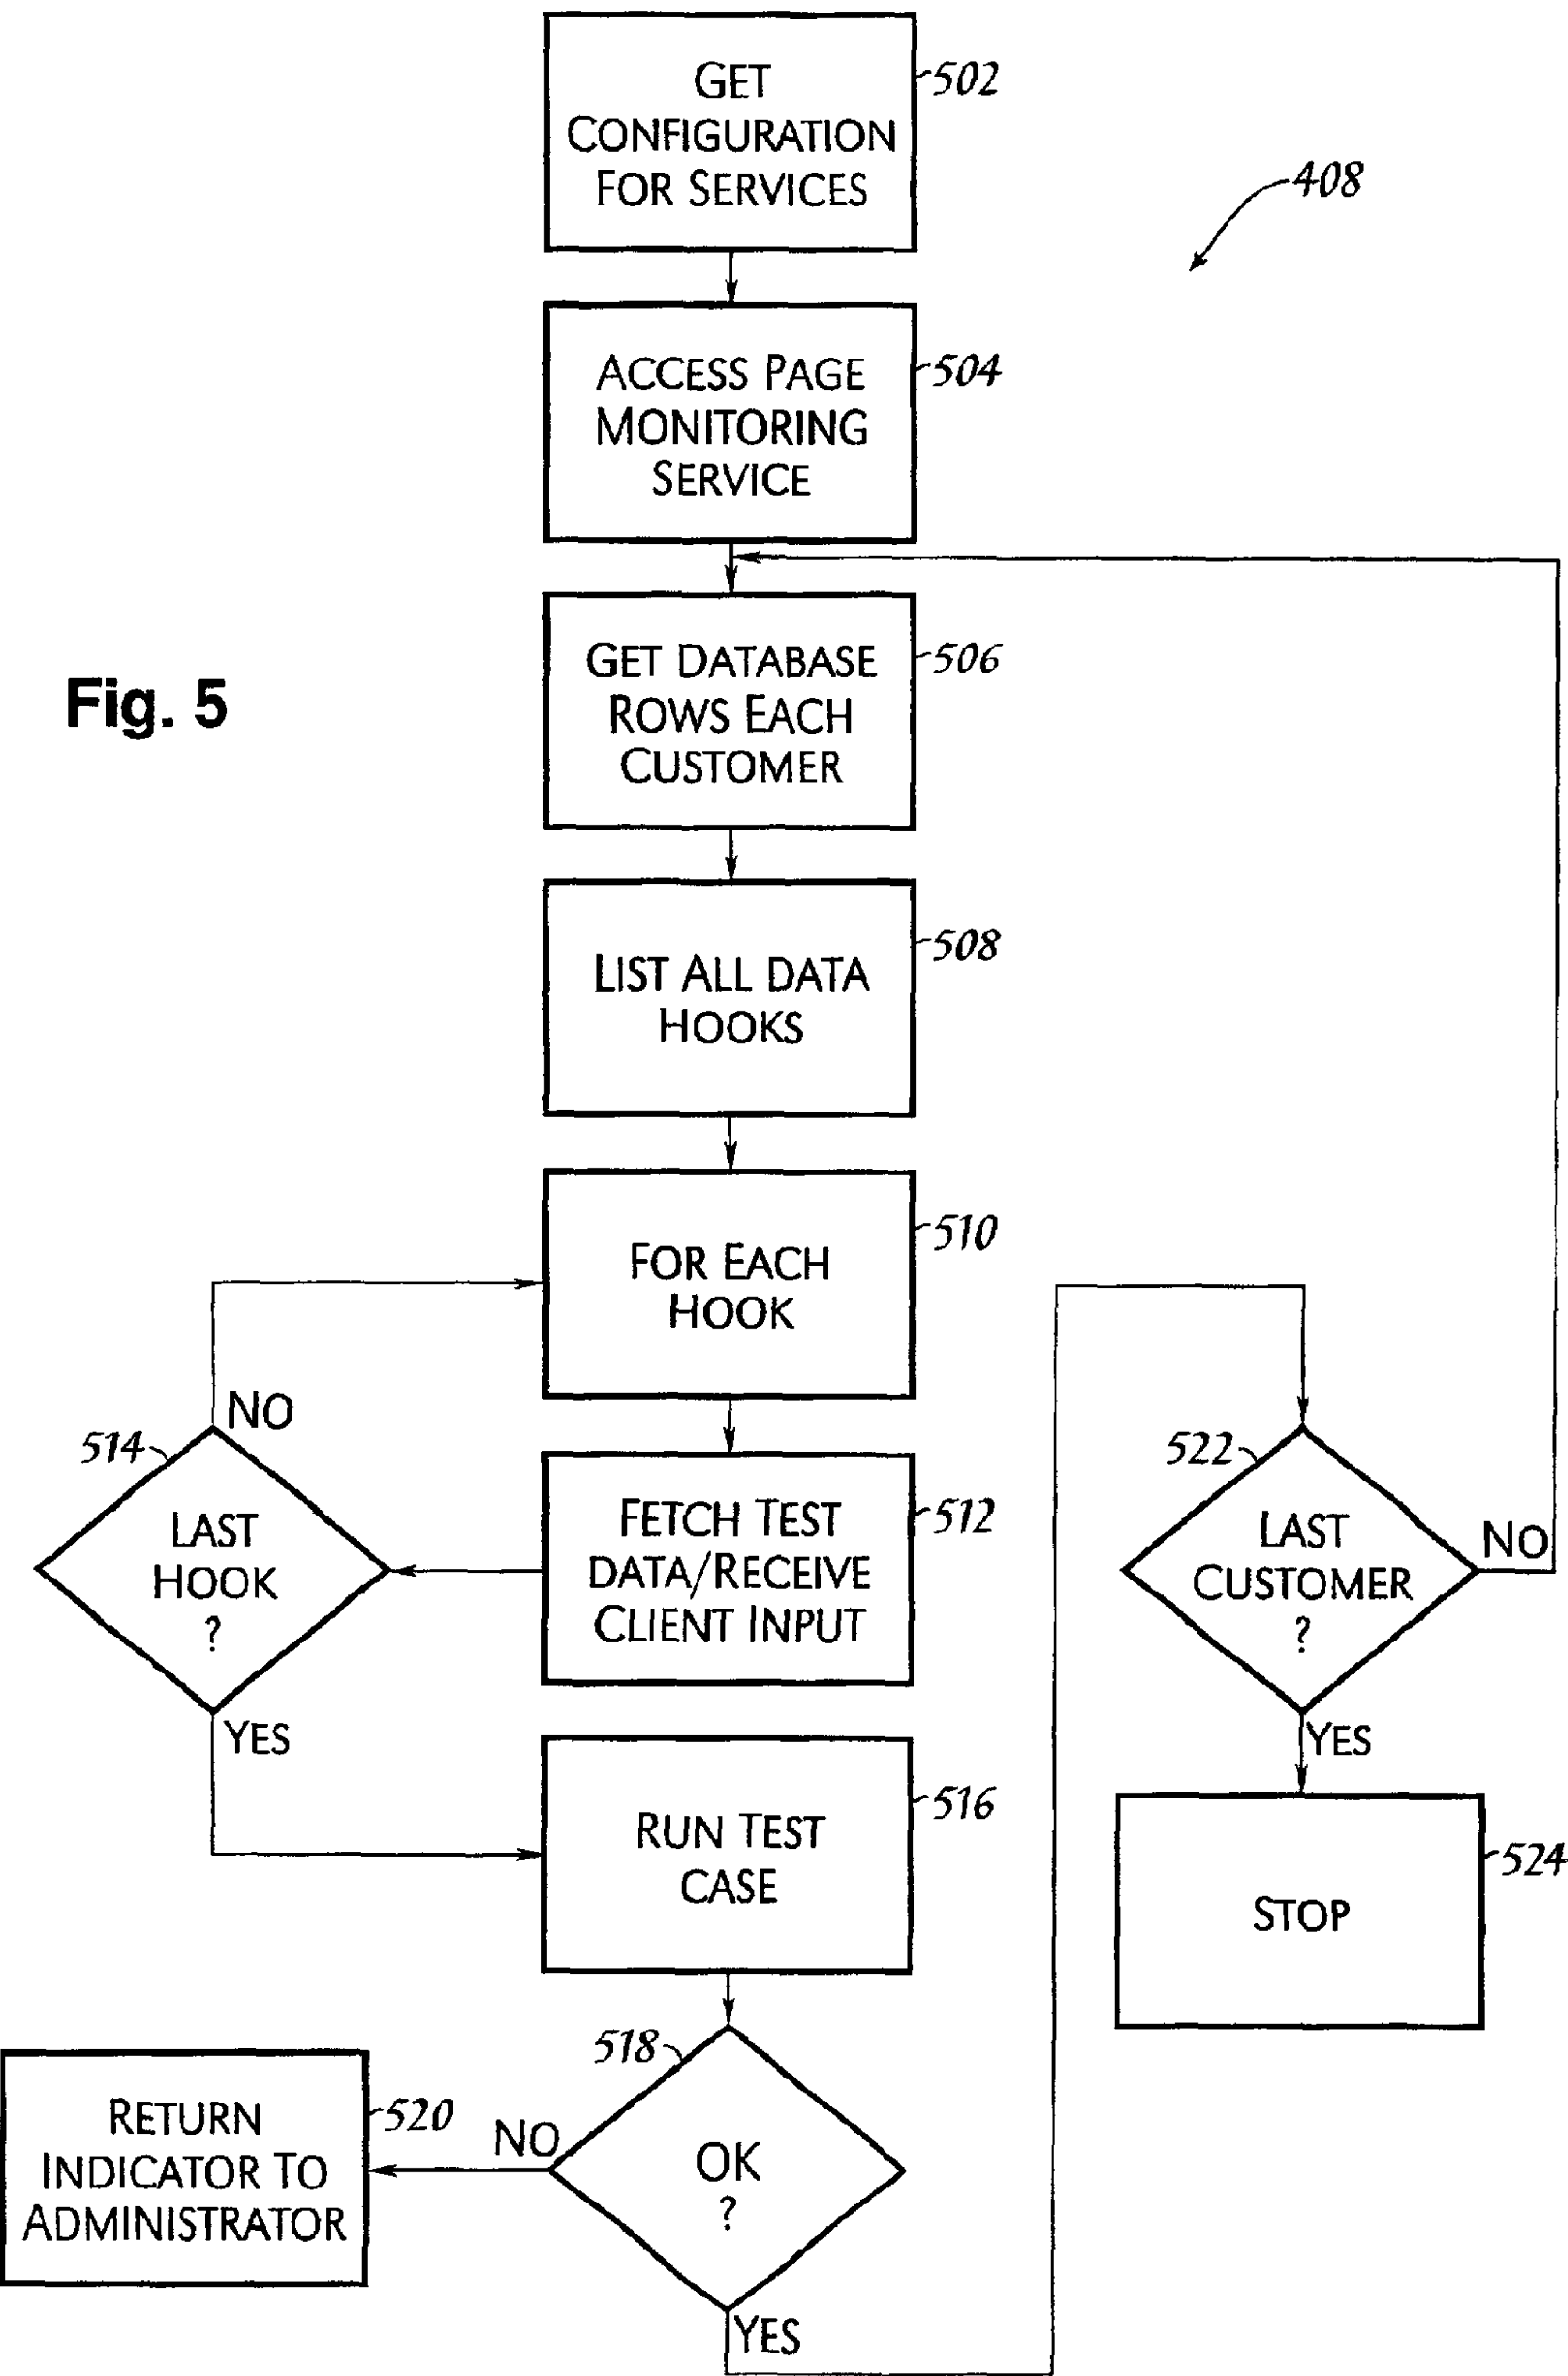 GET
CONFIGURATION
FOR SERVICES
502
408
ACCESS PAGE
MONITORING
SERVICE
504
Fig. 5
GET DATABASE
ROWS EACH
CUSTOMER
506
LIST ALL DATA
HOOKS
508
FOR EACH
HOOK
510
NO
514
LAST
HOOK
?
YES
FETCH TEST
DATA/RECEIVE
CLIENT INPUT
512
522
LAST
CUSTOMER
?
NO
YES
RUN TEST
CASE
516
STOP
524
518
OK
?
NO
YES
RETURN
INDICATOR TO
ADMINISTRATOR
520